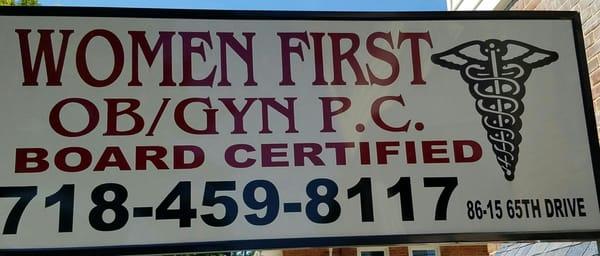 WOMEN FIRST
OB/GYN P.C.
BOARD CERTIFIED
718-459-8117 86-15 65TH DRIVE